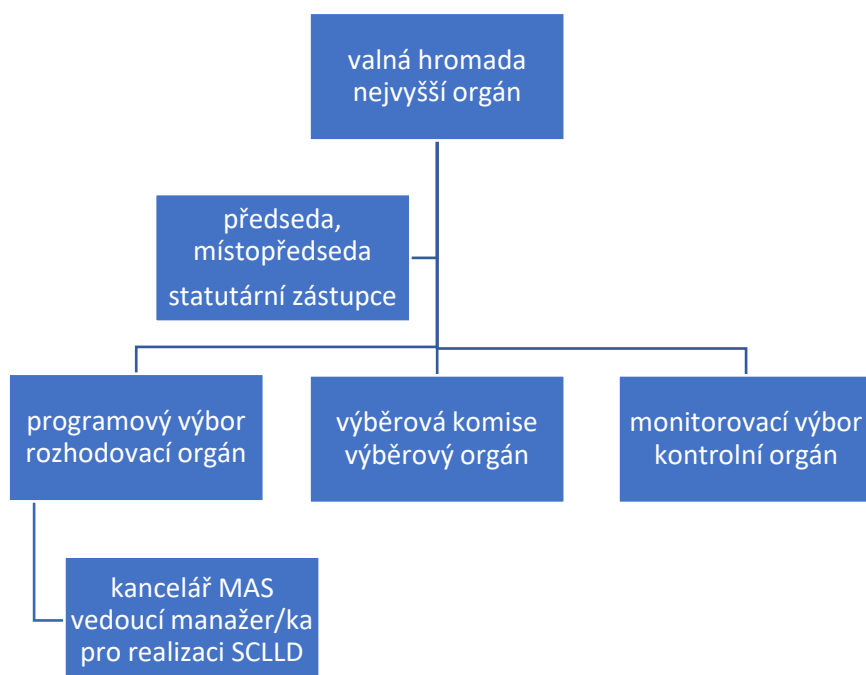 valná hromada
nejvyšší orgán
předseda,
místopředseda
statutární zástupce
programový výbor
rozhodovací orgán
výběrová komise
výběrový orgán
monitorovací výbor
kontrolní orgán
kancelář MAS
vedoucí manažer/ka
pro realizaci SCLLD